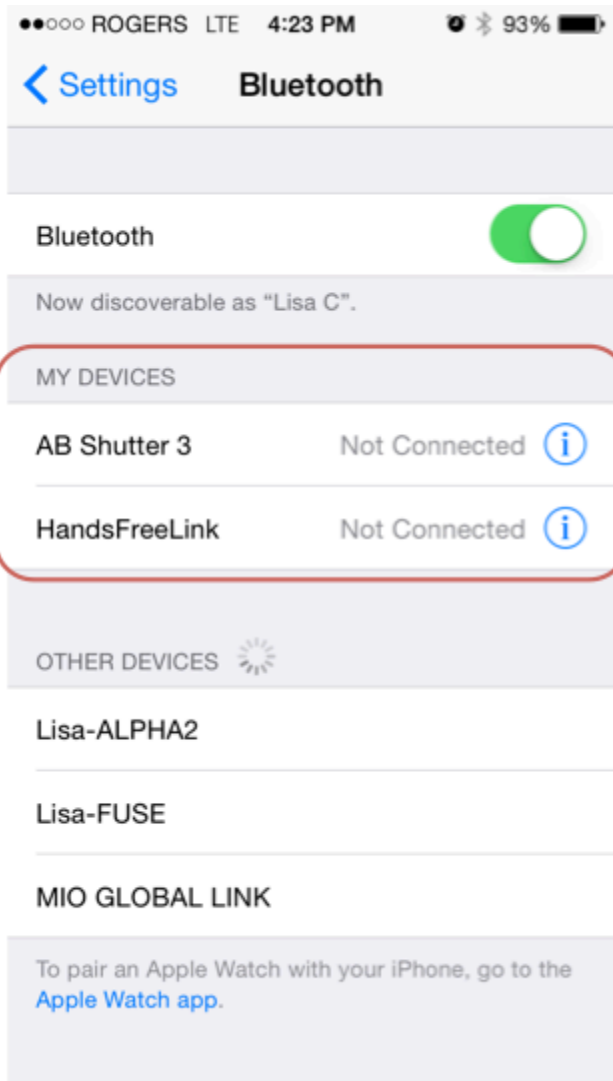 ROGERS LTE 4:23 PM 93%
Settings Bluetooth
Bluetooth
Now discoverable as “Lisa C”.
MY DEVICES
AB Shutter 3 Not Connected i
HandsFreeLink Not Connected i
OTHER DEVICES
Lisa-ALPHA2
Lisa-FUSE
MIO GLOBAL LINK
To pair an Apple Watch with your iPhone, go to the
Apple Watch app.